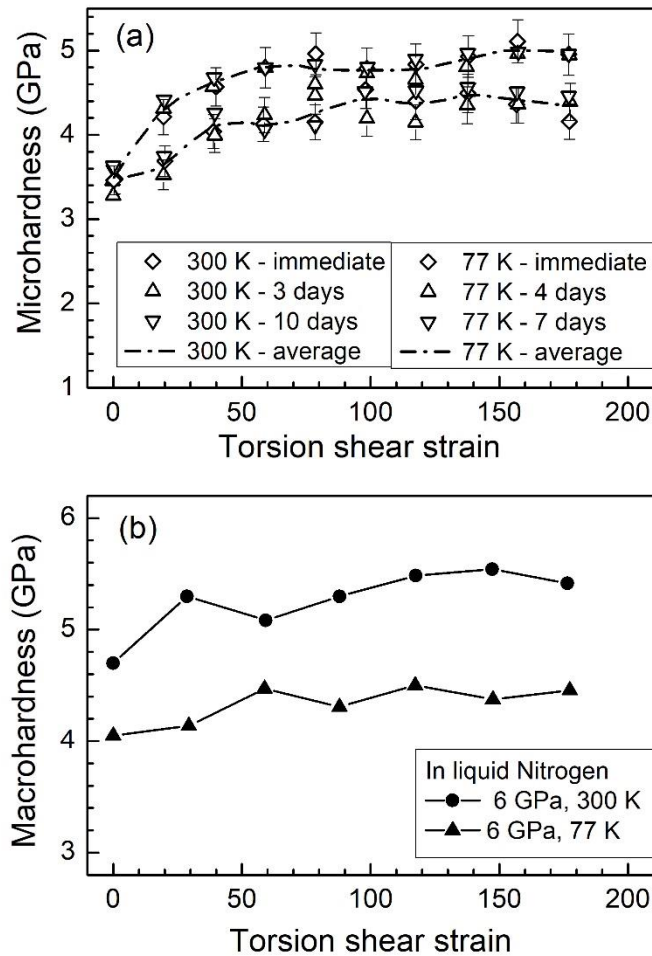 (a)
Microhardness (GPa)
5
4
3
2
1
300 K - immediate
300 K - 3 days
300 K - 10 days
300 K - average
77 K - immediate
77 K - 4 days
77 K - 7 days
77 K - average
0 50 100 150 200
Torsion shear strain
(b)
Macrohardness (GPa)
6
5
4
3
In liquid Nitrogen
6 GPa, 300 K
6 GPa, 77 K
0 50 100 150 200
Torsion shear strain